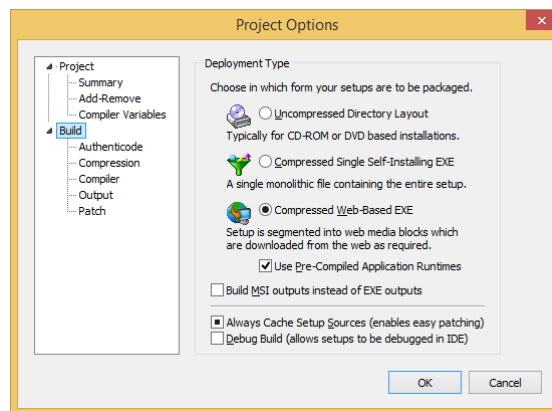 Project Options
Project
Summary
Add-Remove
Compiler Variables
Build
Authenticode
Compression
Compiler
Output
Patch
Deployment Type
Choose in which form your setups are to be packaged.
Uncompressed Directory Layout
Typically for CD-ROM or DVD based installations.
Compressed Single Self-Installing EXE
A single monolithic file containing the entire setup.
Compressed Web-Based EXE
Setup is segmented into web media blocks which
are downloaded from the web as required.
Use Pre-Compiled Application Runtimes
Build MSI outputs instead of EXE outputs
Always Cache Setup Sources (enables easy patching)
Debug Build (allows setups to be debugged in IDE)
OK
Cancel